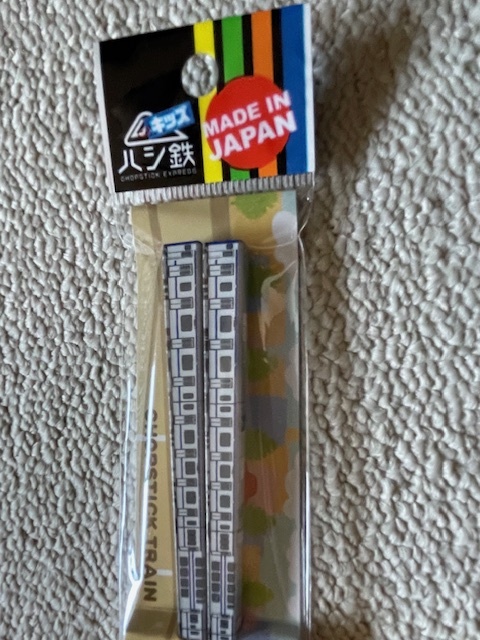 キッズ
ハシ鉄
CHOPSTICK EXPRESS
MADE IN
JAPAN
CHOPSTICK TRAIN